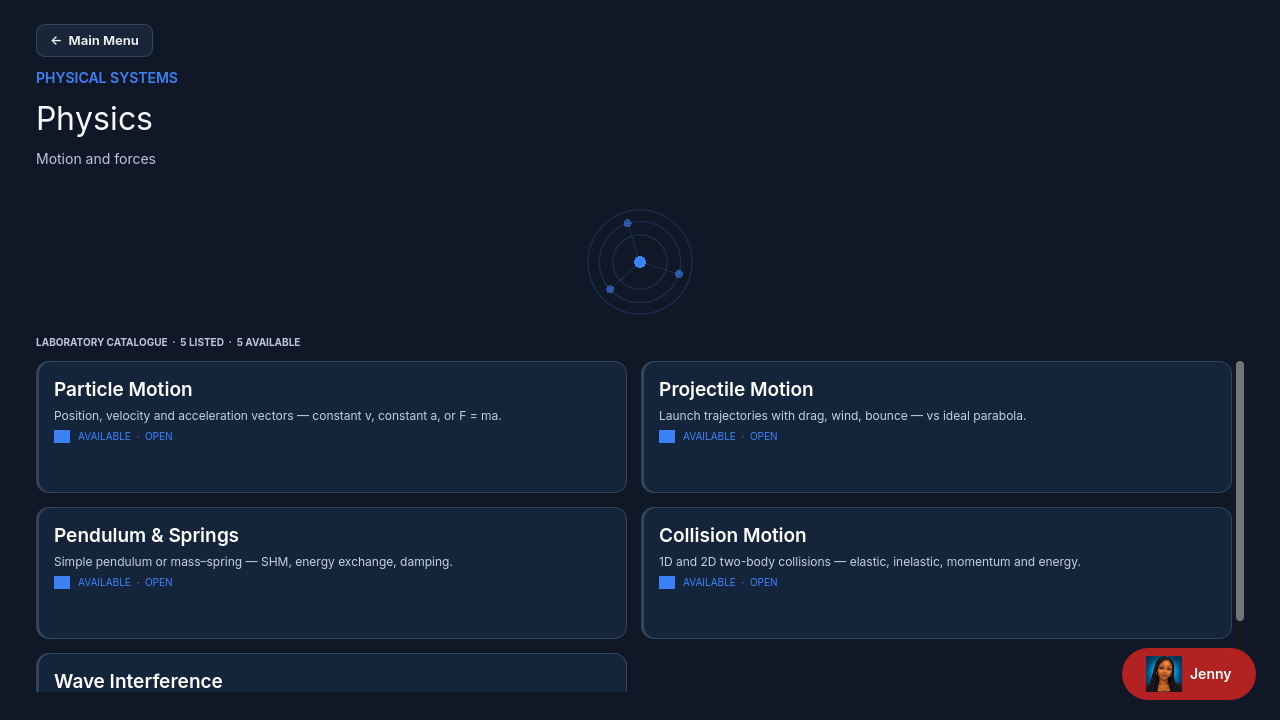 ← Main Menu
PHYSICAL SYSTEMS
Physics
Motion and forces
LABORATORY CATALOGUE · 5 LISTED · 5 AVAILABLE
Particle Motion
Position, velocity and acceleration vectors — constant v, constant a, or F = ma.
AVAILABLE · OPEN
Projectile Motion
Launch trajectories with drag, wind, bounce — vs ideal parabola.
AVAILABLE · OPEN
Pendulum & Springs
Simple pendulum or mass–spring — SHM, energy exchange, damping.
AVAILABLE · OPEN
Collision Motion
1D and 2D two-body collisions — elastic, inelastic, momentum and energy.
AVAILABLE · OPEN
Wave Interference
Jenny